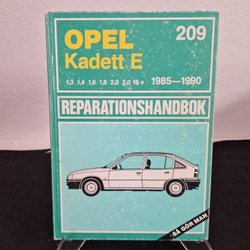 OPEL 209
Kadett E
1,3 1,4 1,6 1,8 2,0 2,0 16 v 1985—1990
REPARATIONSHANDBOK
SÅ GÖR MAN